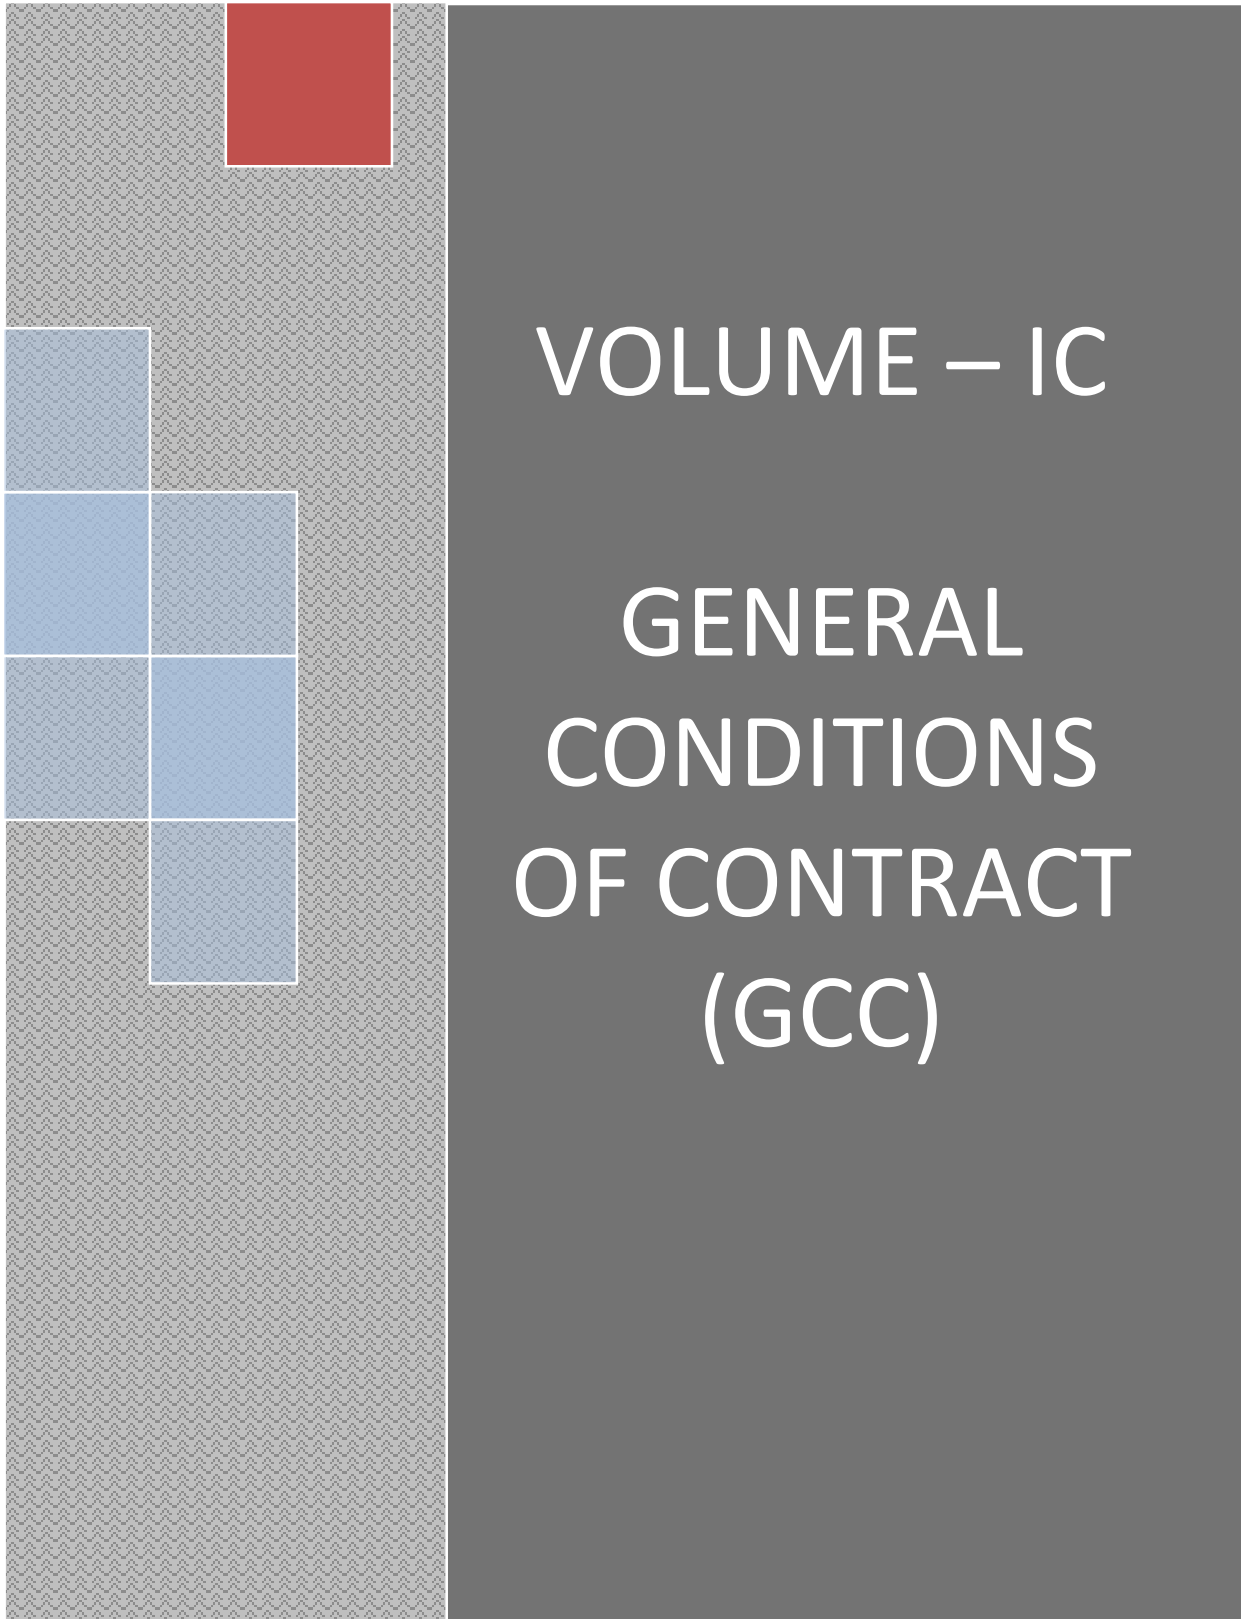 VOLUME – IC
GENERAL
CONDITIONS
OF CONTRACT
(GCC)